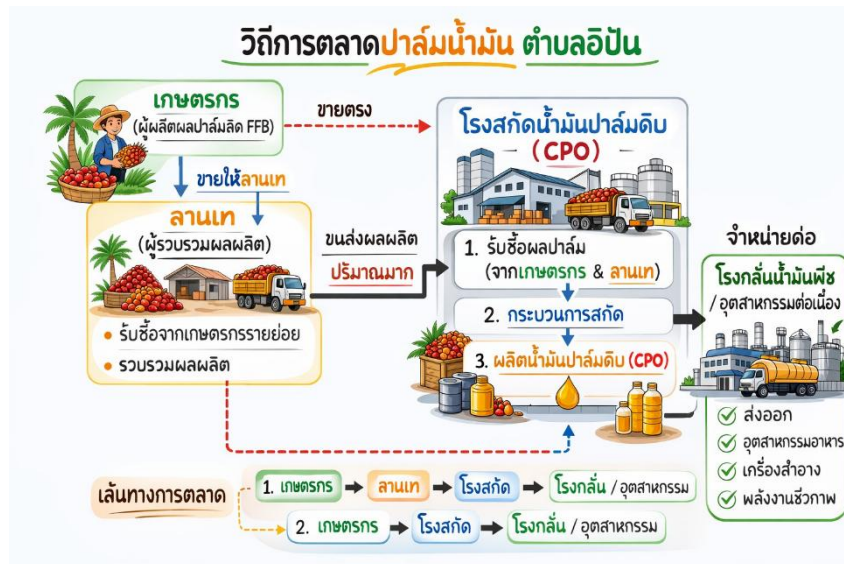 วิถีการตลาดปาล์มน้ำมัน ตำบลอิปัน
เกษตรกร
(ผู้ผลิตผลปาล์มลิด FFB)
ขายตรง
ขายให้ลานเท
ลานเท
(ผู้รวบรวมผลผลิต)
• รับซื้อจากเกษตรกรรายย่อย
• รวบรวมผลผลิต
ขนส่งผลผลิต
ปริมาณมาก
โรงสกัดน้ำมันปาล์มดิบ
(CPO)
1. รับซื้อผลปาล์ม
(จากเกษตรกร & ลานเท)
2. กระบวนการสกัด
3. ผลิตน้ำมันปาล์มดิบ (CPO)
จำหน่ายต่อ
โรงกลั่นน้ำมันพืช
/ อุตสาหกรรมต่อเนื่อง
ส่งออก
อุตสาหกรรมอาหาร
เครื่องสำอาง
พลังงานชีวภาพ
เส้นทางการตลาด
1. เกษตรกร ลานเท โรงสกัด โรงกลั่น / อุตสาหกรรม
2. เกษตรกร โรงสกัด โรงกลั่น / อุตสาหกรรม